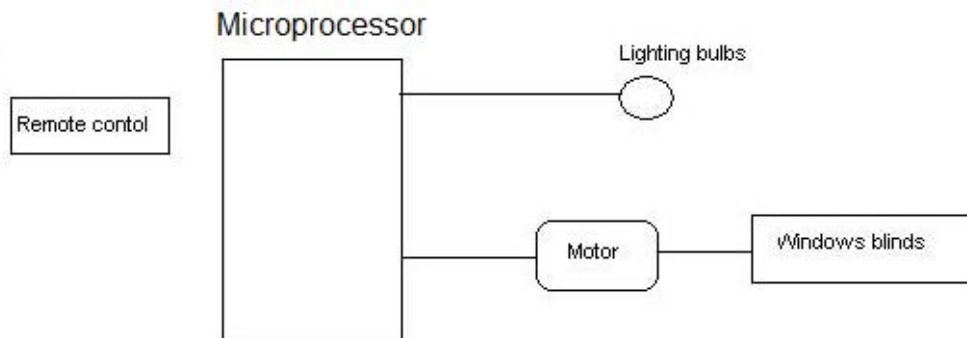 Microprocessor
Lighting bulbs
Remote contol
Motor
Windows blinds